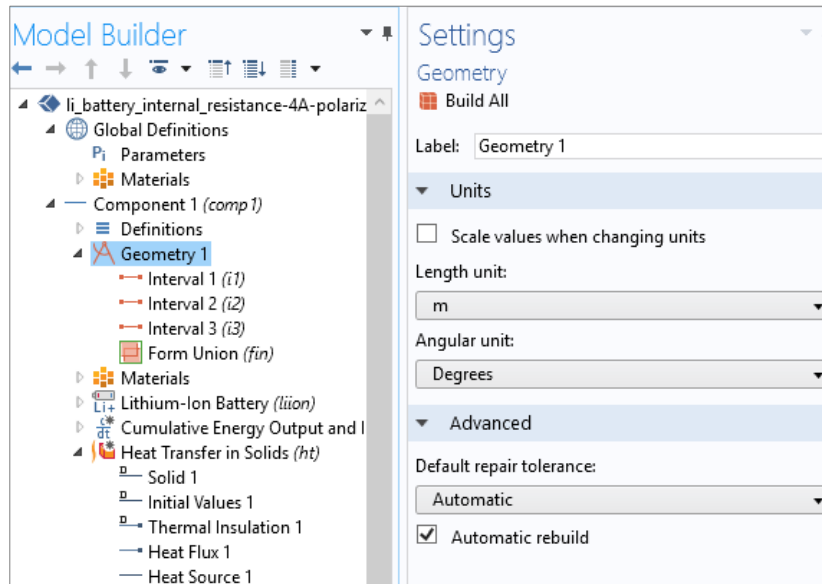 Model Builder
li_battery_internal_resistance-4A-polariz
Global Definitions
Pi Parameters
Materials
Component 1 (comp1)
Definitions
Geometry 1
Interval 1 (i1)
Interval 2 (i2)
Interval 3 (i3)
Form Union (fin)
Materials
Li+ Lithium-Ion Battery (liion)
d/dt Cumulative Energy Output and I
Heat Transfer in Solids (ht)
D Solid 1
D Initial Values 1
D Thermal Insulation 1
Heat Flux 1
Heat Source 1
Settings
Geometry
Build All
Label: Geometry 1
Units
Scale values when changing units
Length unit:
m
Angular unit:
Degrees
Advanced
Default repair tolerance:
Automatic
Automatic rebuild